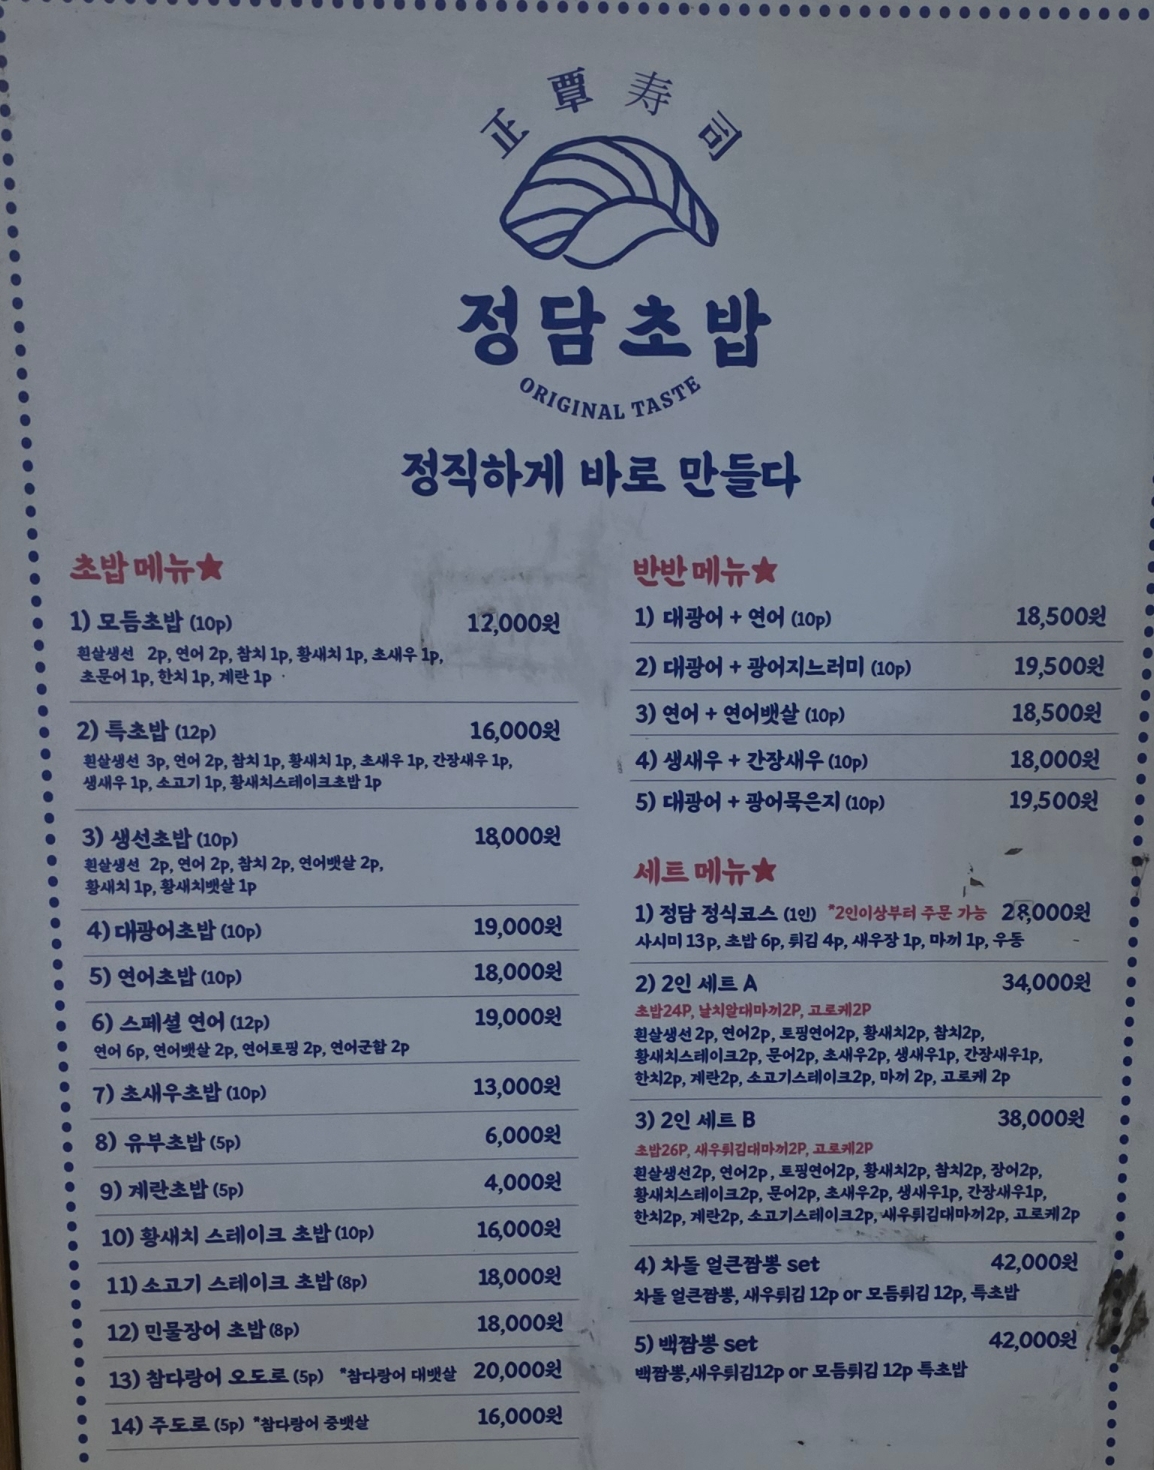 正覃寿司
정담초밥
ORIGINAL TASTE
정직하게 바로 만들다
초밥 메뉴★
1) 모듬초밥 (10p) 12,000원
흰살생선 2p, 연어 2p, 참치 1p, 황새치 1p, 초새우 1p,
초문어 1p, 한치 1p, 계란 1p
2) 특초밥 (12p) 16,000원
흰살생선 3p, 연어 2p, 참치 1p, 황새치 1p, 초새우 1p, 간장새우 1p,
생새우 1p, 소고기 1p, 황새치스테이크초밥 1p
3) 생선초밥 (10p) 18,000원
흰살생선 2p, 연어 2p, 참치 2p, 연어뱃살 2p,
황새치 1p, 황새치뱃살 1p
4) 대광어초밥 (10p) 19,000원
5) 연어초밥 (10p) 18,000원
6) 스페셜 연어 (12p) 19,000원
연어 6p, 연어뱃살 2p, 연어토핑 2p, 연어군함 2p
7) 초새우초밥 (10p) 13,000원
8) 유부초밥 (5p) 6,000원
9) 계란초밥 (5p) 4,000원
10) 황새치 스테이크 초밥 (10p) 16,000원
11) 소고기 스테이크 초밥 (8p) 18,000원
12) 민물장어 초밥 (8p) 18,000원
13) 참다랑어 오도로 (5p) *참다랑어 대뱃살 20,000원
14) 주도로 (5p) *참다랑어 중뱃살 16,000원
반반 메뉴★
1) 대광어 + 연어 (10p) 18,500원
2) 대광어 + 광어지느러미 (10p) 19,500원
3) 연어 + 연어뱃살 (10p) 18,500원
4) 생새우 + 간장새우 (10p) 18,000원
5) 대광어 + 광어묵은지 (10p) 19,500원
세트 메뉴★
1) 정담 정식코스 (1인) *2인이상부터 주문 가능 28,000원
사시미 13p, 초밥 6p, 튀김 4p, 새우장 1p, 마끼 1p, 우동
2) 2인 세트 A 34,000원
초밥24P, 날치알대마끼2P, 고로케2P
흰살생선 2p, 연어2p, 토핑연어2p, 황새치2p, 참치2p,
황새치스테이크2p, 문어2p, 초새우2p, 생새우1p, 간장새우1p,
한치2p, 계란2p, 소고기스테이크2p, 마끼 2p, 고로케 2p
3) 2인 세트 B 38,000원
초밥26P, 새우튀김대마끼2P, 고로케2P
흰살생선2p, 연어2p, 토핑연어2p, 황새치2p, 참치2p, 장어2p,
황새치스테이크2p, 문어2p, 초새우2p, 생새우1p, 간장새우1p,
한치2p, 계란2p, 소고기스테이크2p, 새우튀김대마끼2p, 고로케2p
4) 차돌 얼큰짬뽕 set 42,000원
차돌 얼큰짬뽕, 새우튀김 12p or 모듬튀김 12p, 특초밥
5) 백짬뽕 set 42,000원
백짬뽕,새우튀김12p or 모듬튀김 12p 특초밥